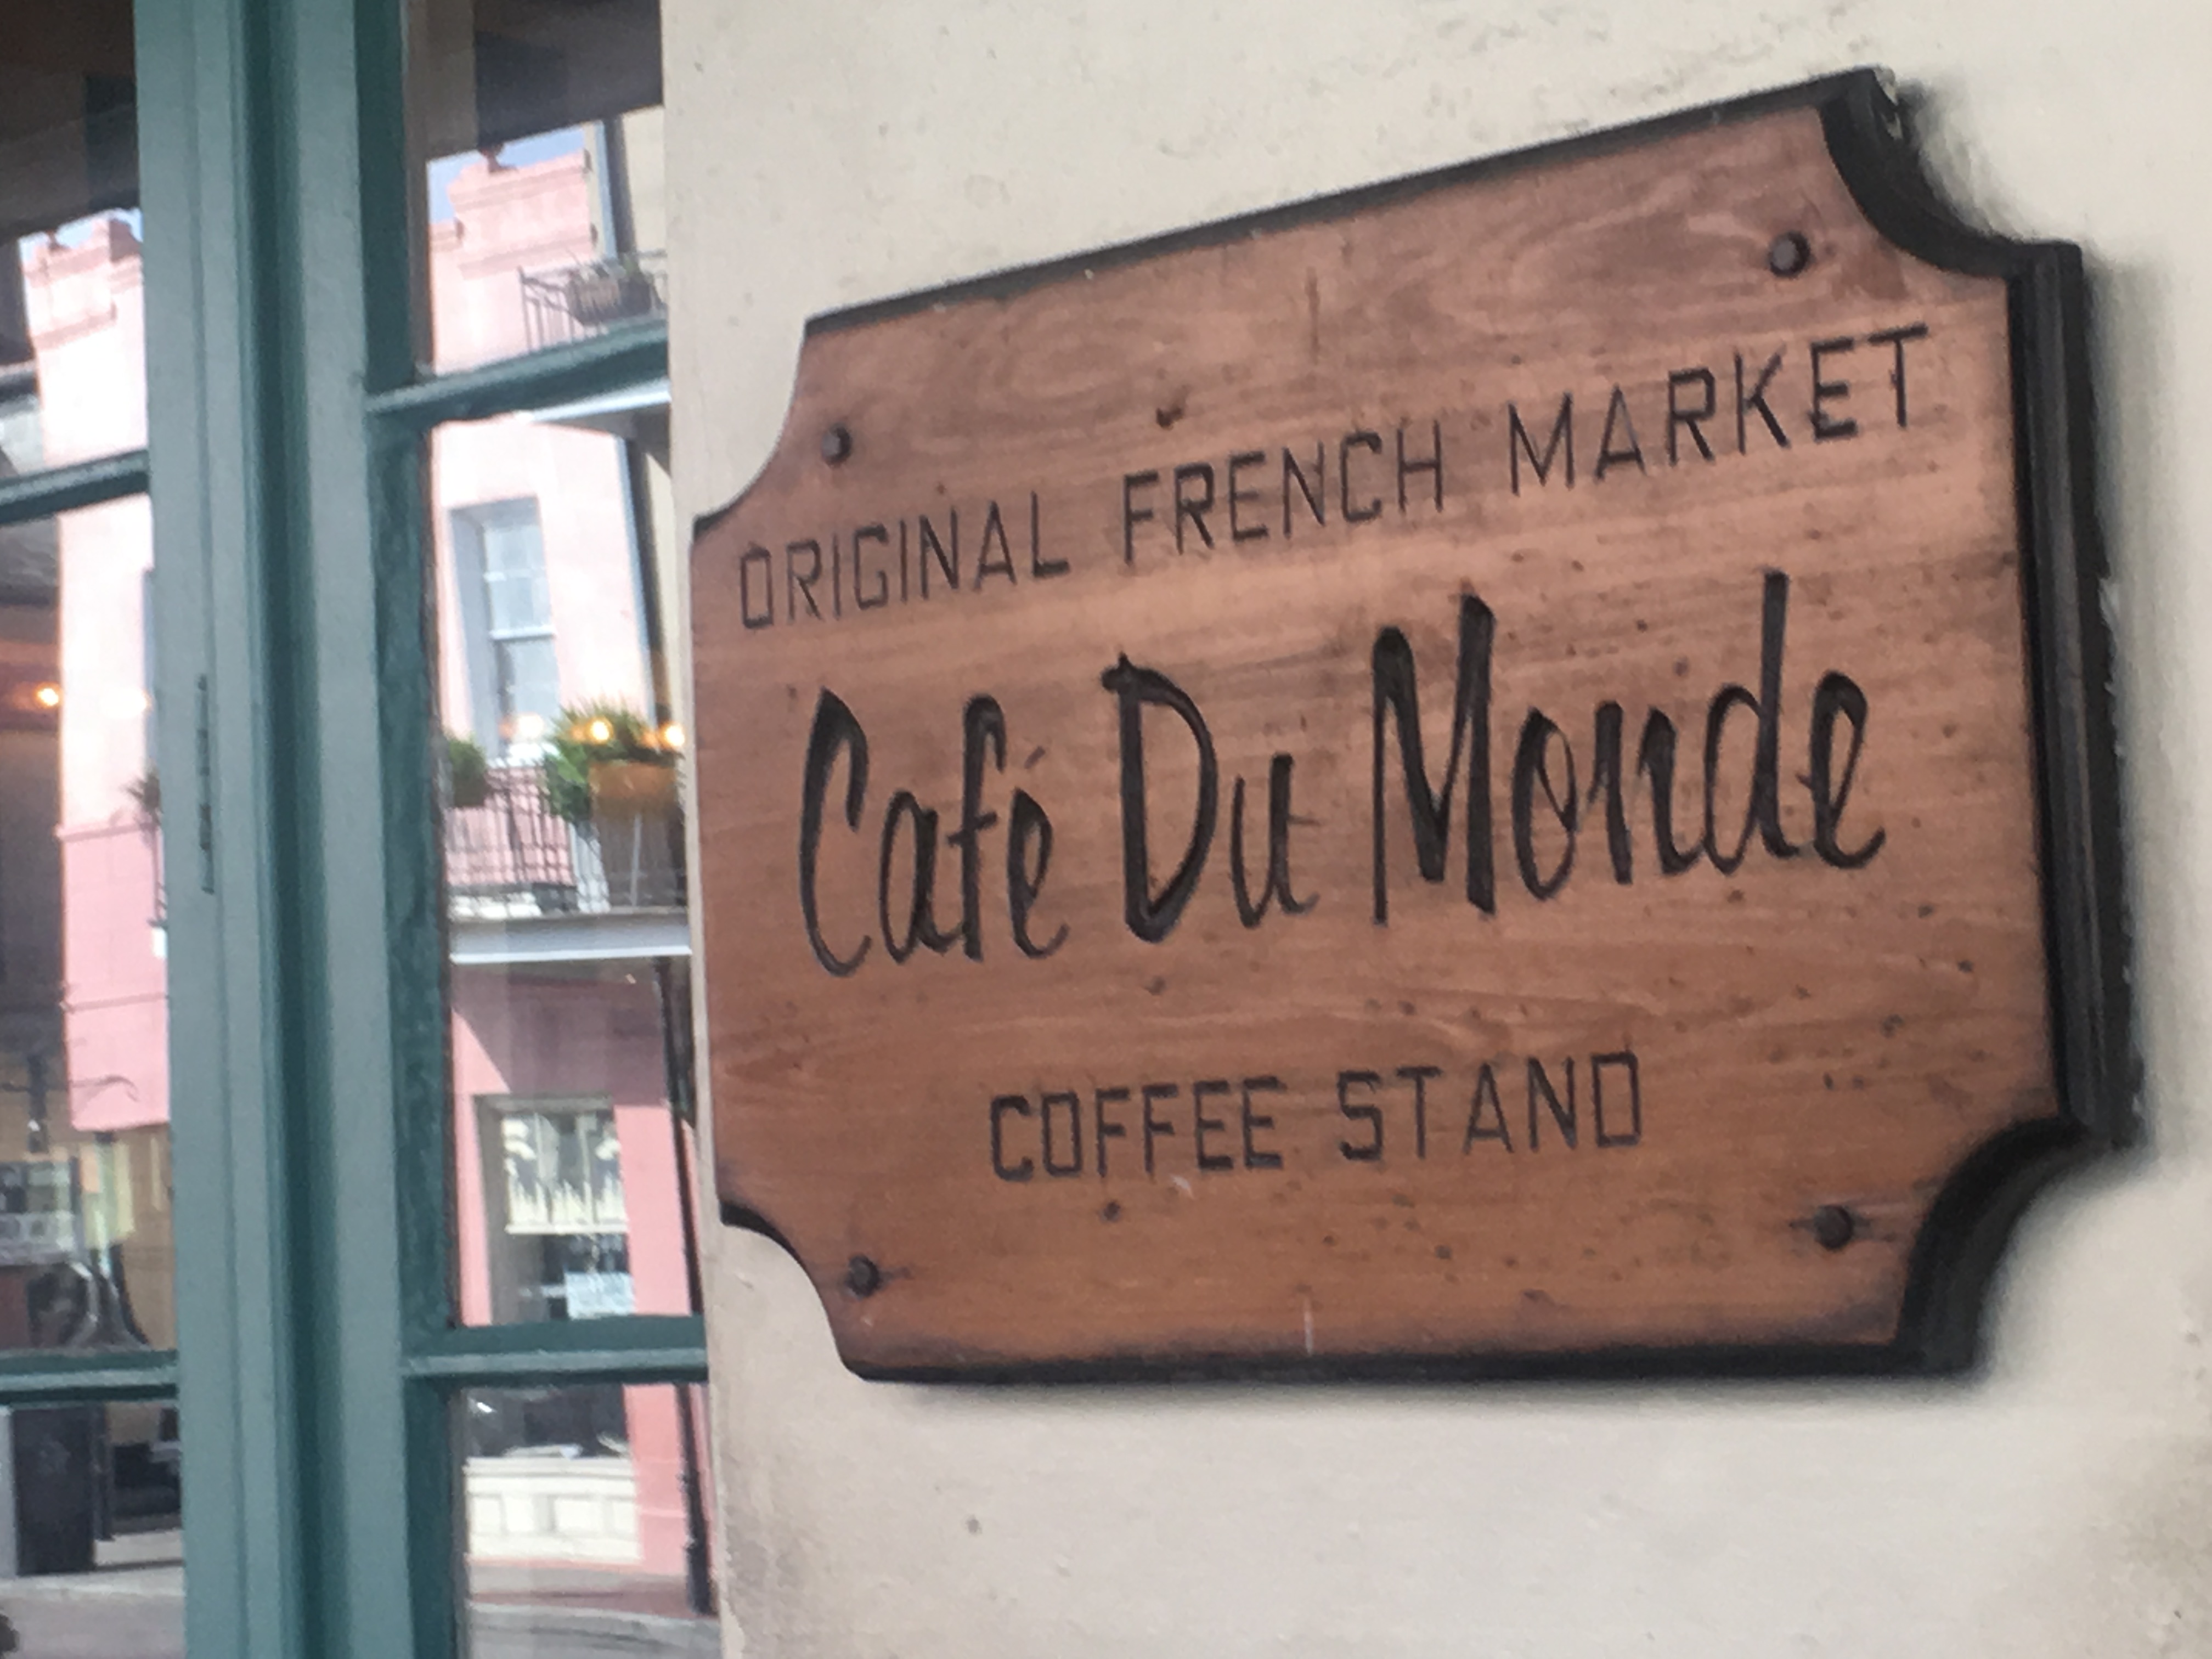 ORIGINAL FRENCH MARKET
Café Du Monde
COFFEE STAND